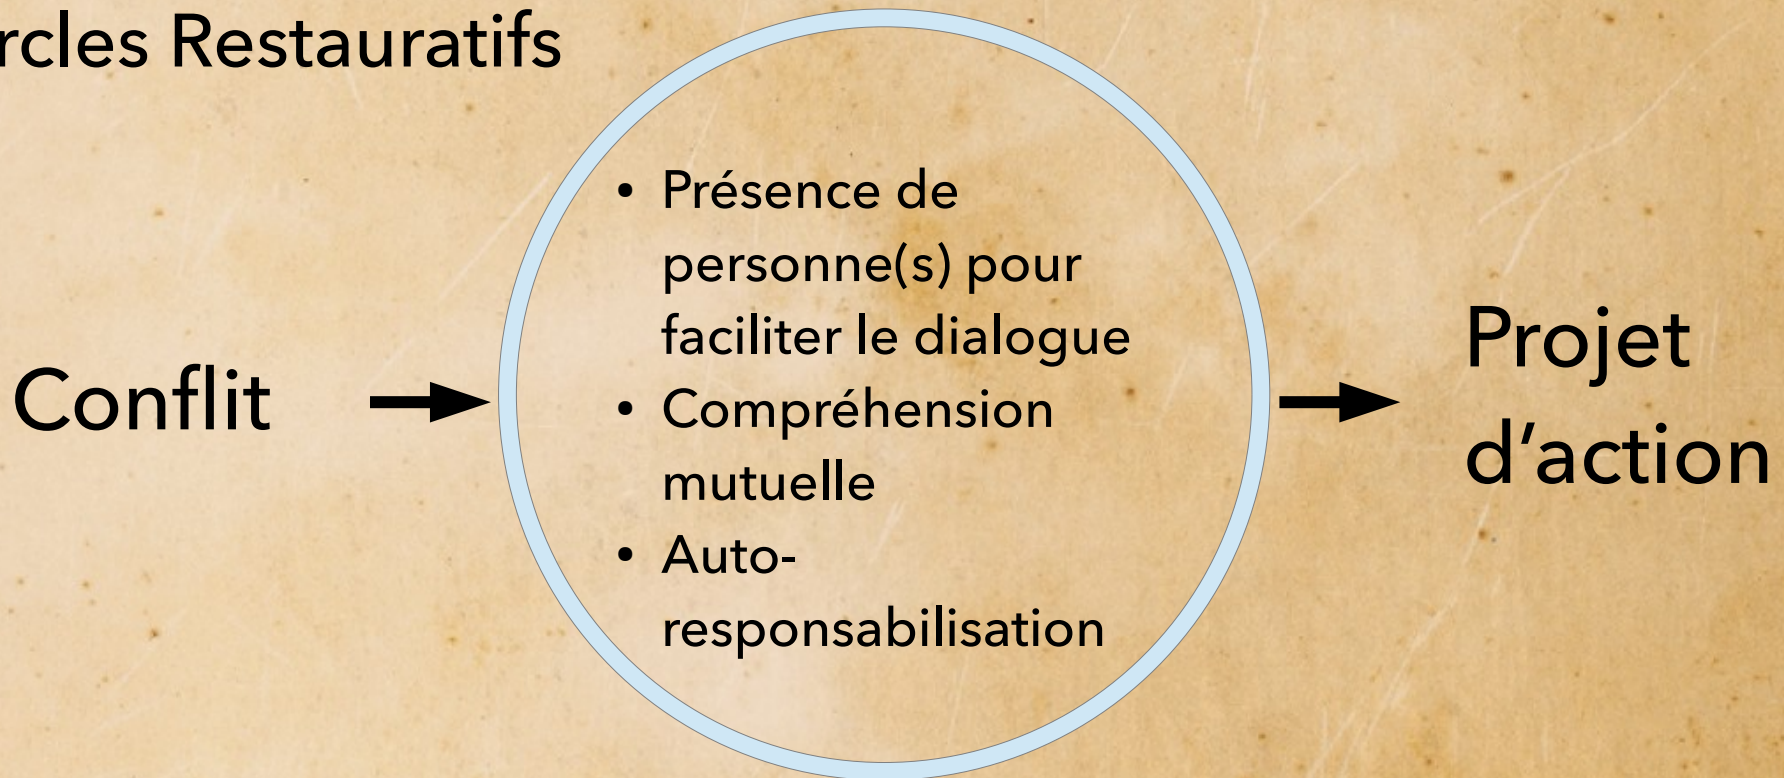 rcles Restauratifs
Conflit
• Présence de
personne(s) pour
faciliter le dialogue
• Compréhension
mutuelle
• Auto-
responsabilisation
Projet
d’action